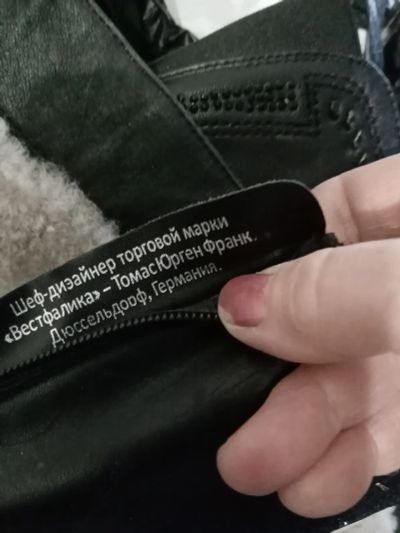 Шеф-дизайнер торговой марки
«Вестфалика» – Томас Юрген Франк.
Дюссельдорф, Германия.